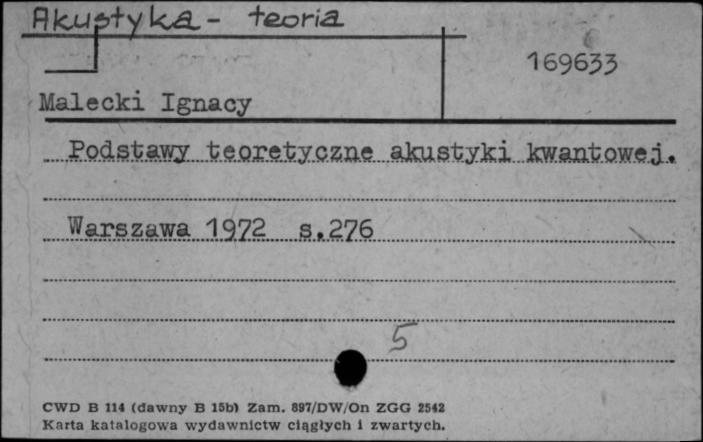 Akustyka - teoria
169633
Malecki Ignacy
Podstawy teoretyczne akustyki kwantowej.
Warszawa 1972 s.276
5
CWD B 114 (dawny B 15b) Zam. 897/DW/On ZGG 2542
Karta katalogowa wydawnictw ciągłych i zwartych.